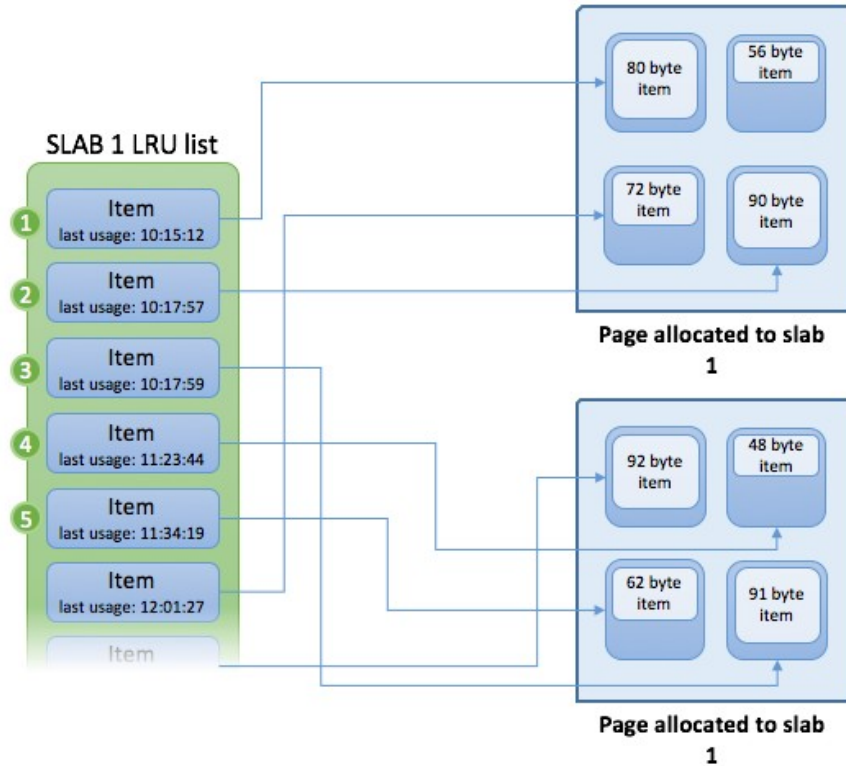 SLAB 1 LRU list
1
Item
last usage: 10:15:12
2
Item
last usage: 10:17:57
3
Item
last usage: 10:17:59
4
Item
last usage: 11:23:44
5
Item
last usage: 11:34:19
Item
last usage: 12:01:27
Item
80 byte
item
56 byte
item
72 byte
item
90 byte
item
Page allocated to slab
1
92 byte
item
48 byte
item
62 byte
item
91 byte
item
Page allocated to slab
1